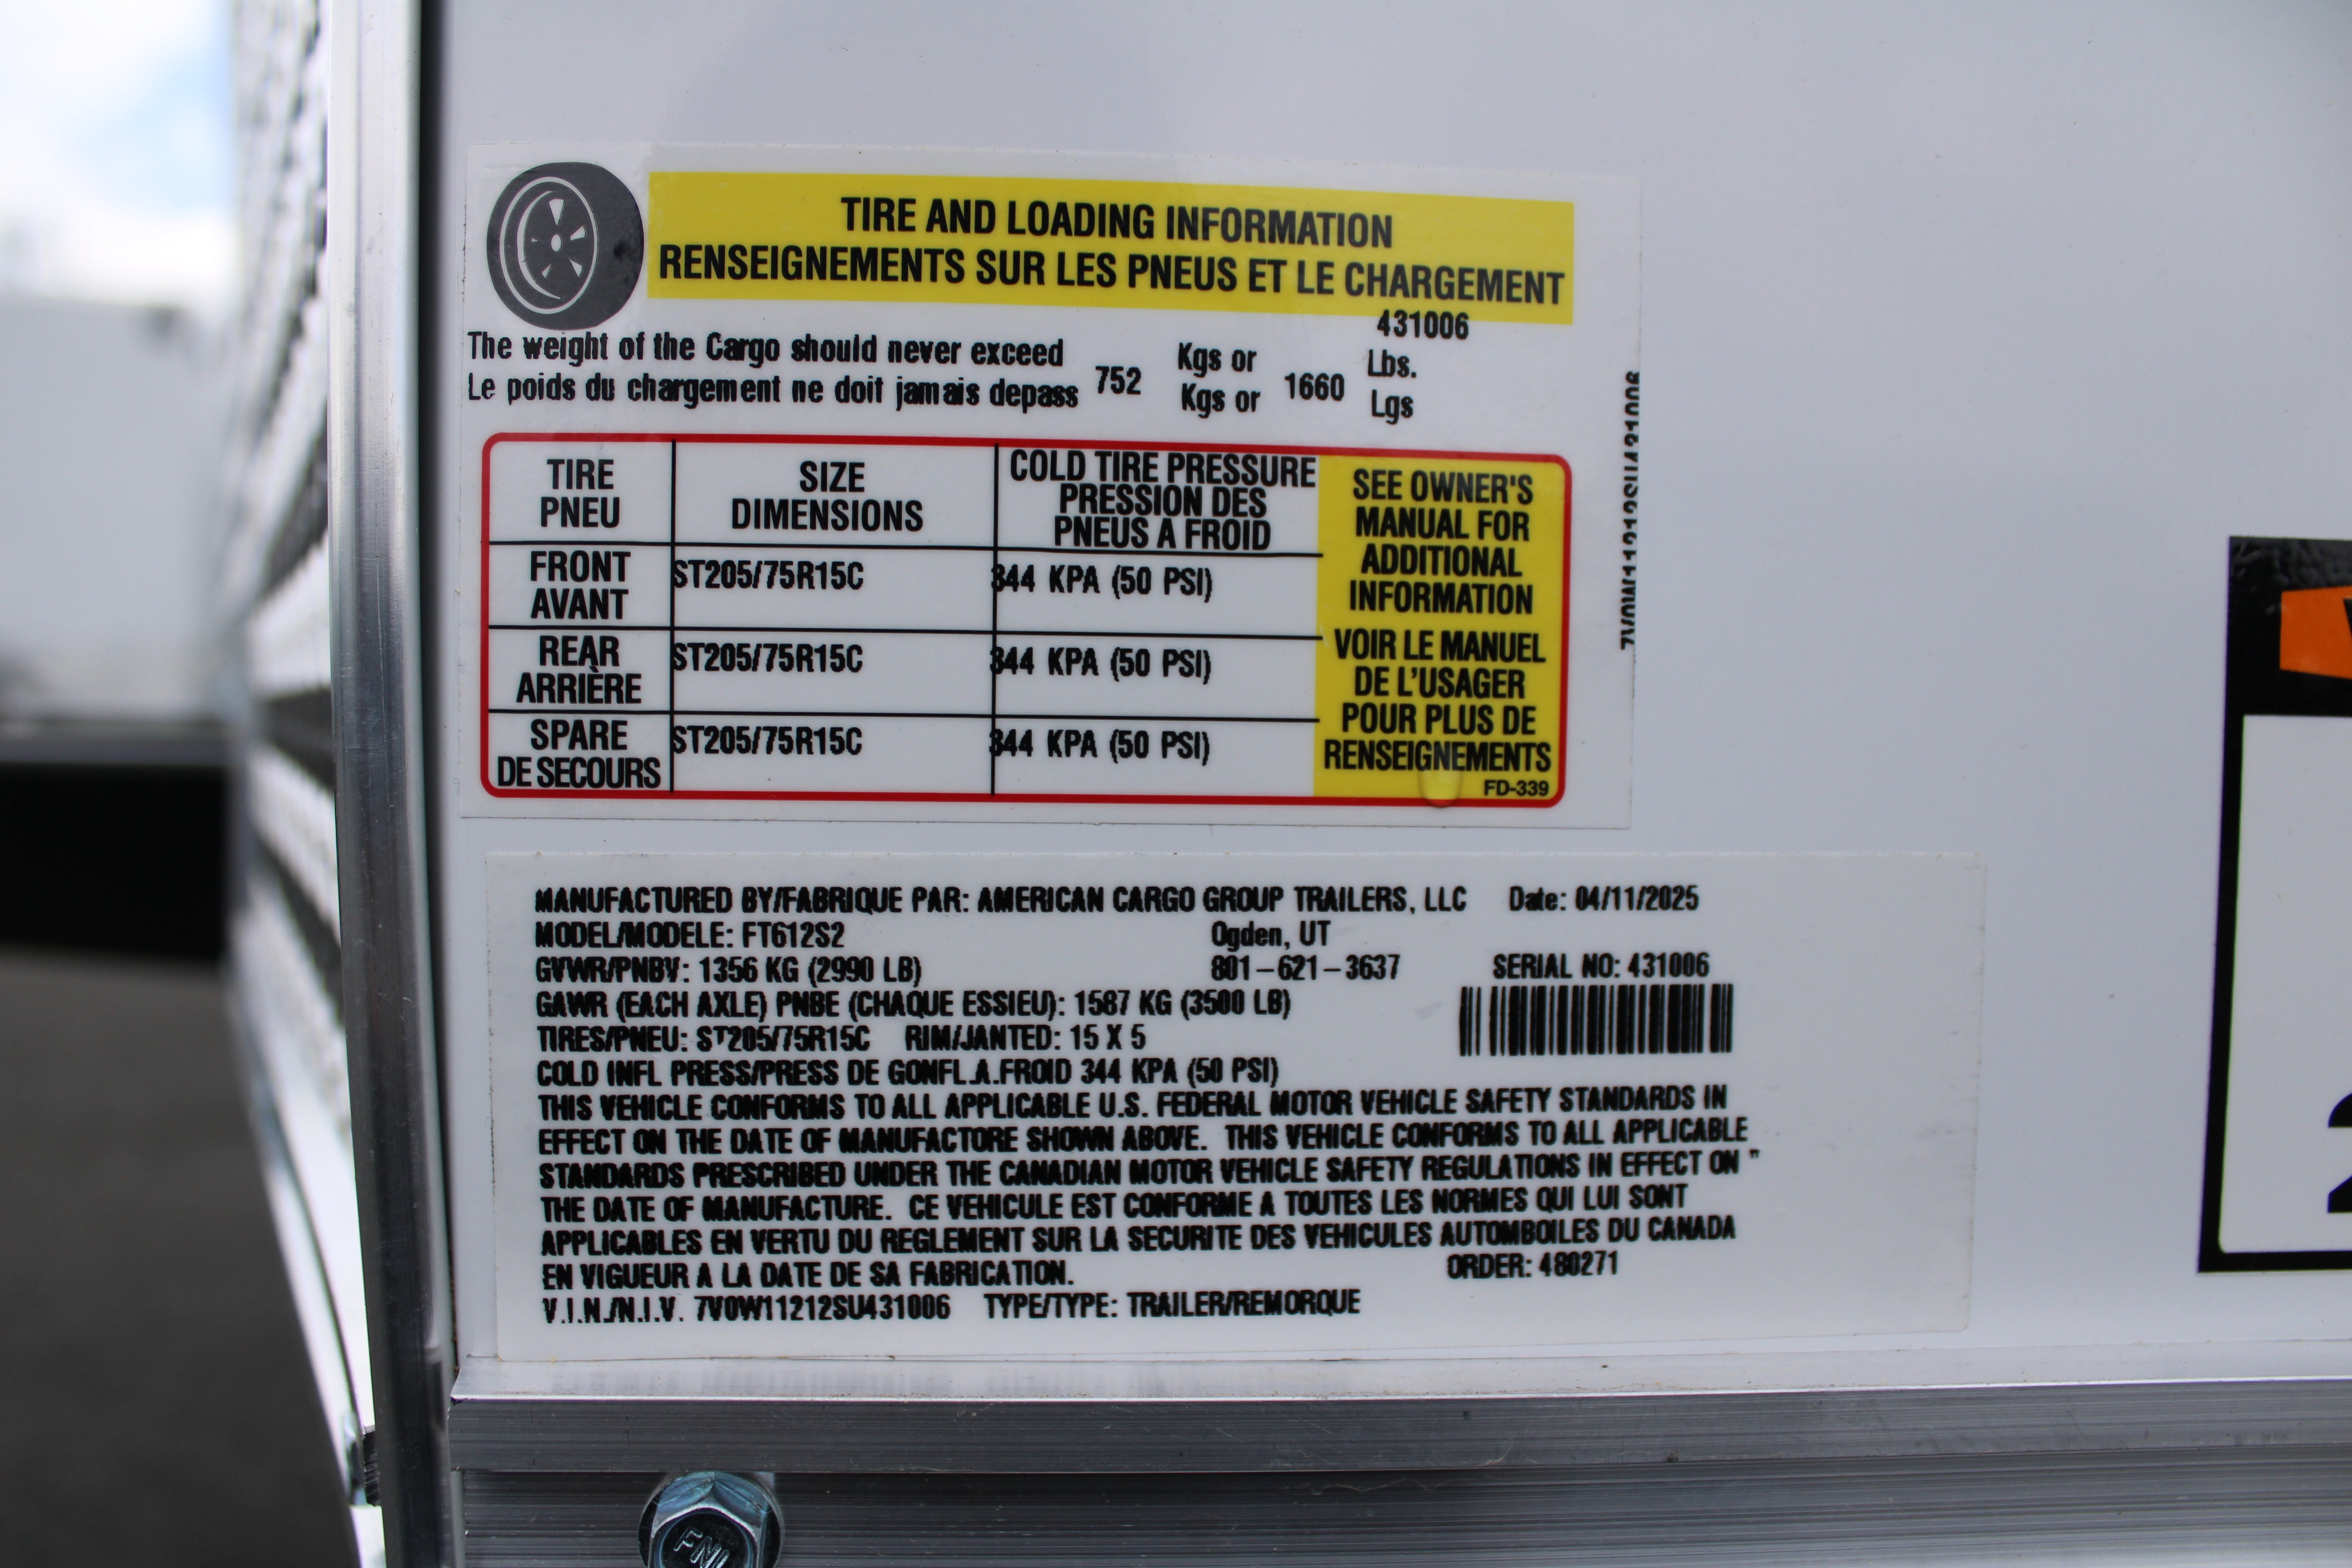 TIRE AND LOADING INFORMATION
RENSEIGNEMENTS SUR LES PNEUS ET LE CHARGEMENT
431006
The weight of the Cargo should never exceed Kgs or Lbs.
Le poids du chargement ne doit jamais depass 752 Kgs or 1660 Lgs
TIRE SIZE COLD TIRE PRESSURE
PNEU DIMENSIONS PRESSION DES
PNEUS A FROID
FRONT ST205/75R15C 344 KPA (50 PSI)
AVANT
REAR ST205/75R15C 344 KPA (50 PSI)
ARRIÈRE
SPARE ST205/75R15C 344 KPA (50 PSI)
DE SECOURS
SEE OWNER'S
MANUAL FOR
ADDITIONAL
INFORMATION
VOIR LE MANUEL
DE L'USAGER
POUR PLUS DE
RENSEIGNEMENTS
FD-339
7V0W11212SU431006
MANUFACTURED BY/FABRIQUE PAR: AMERICAN CARGO GROUP TRAILERS, LLC Date: 04/11/2025
MODEL/MODELE: FT612S2 Ogden, UT
GVWR/PNBV: 1356 KG (2990 LB) 801-621-3637 SERIAL NO: 431006
GAWR (EACH AXLE) PNBE (CHAQUE ESSIEU): 1587 KG (3500 LB)
TIRES/PNEU: ST205/75R15C RIM/JANTED: 15 X 5
COLD INFL PRESS/PRESS DE GONFL.A.FROID 344 KPA (50 PSI)
THIS VEHICLE CONFORMS TO ALL APPLICABLE U.S. FEDERAL MOTOR VEHICLE SAFETY STANDARDS IN
EFFECT ON THE DATE OF MANUFACTORE SHOWN ABOVE. THIS VEHICLE CONFORMS TO ALL APPLICABLE
STANDARDS PRESCRIBED UNDER THE CANADIAN MOTOR VEHICLE SAFETY REGULATIONS IN EFFECT ON "
THE DATE OF MANUFACTURE. CE VEHICULE EST CONFORME A TOUTES LES NORMES QUI LUI SONT
APPLICABLES EN VERTU DU REGLEMENT SUR LA SECURITE DES VEHICULES AUTOMBOILES DU CANADA
EN VIGUEUR A LA DATE DE SA FABRICATION. ORDER: 480271
V.I.N./N.I.V. 7V0W11212SU431006 TYPE/TYPE: TRAILER/REMORQUE